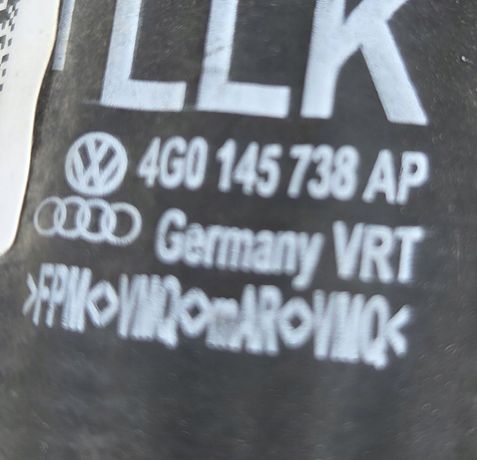 LLK
4G0 145 738 AP
Germany VRT
>FPM<>VMQ<>mAR<>VMQ<